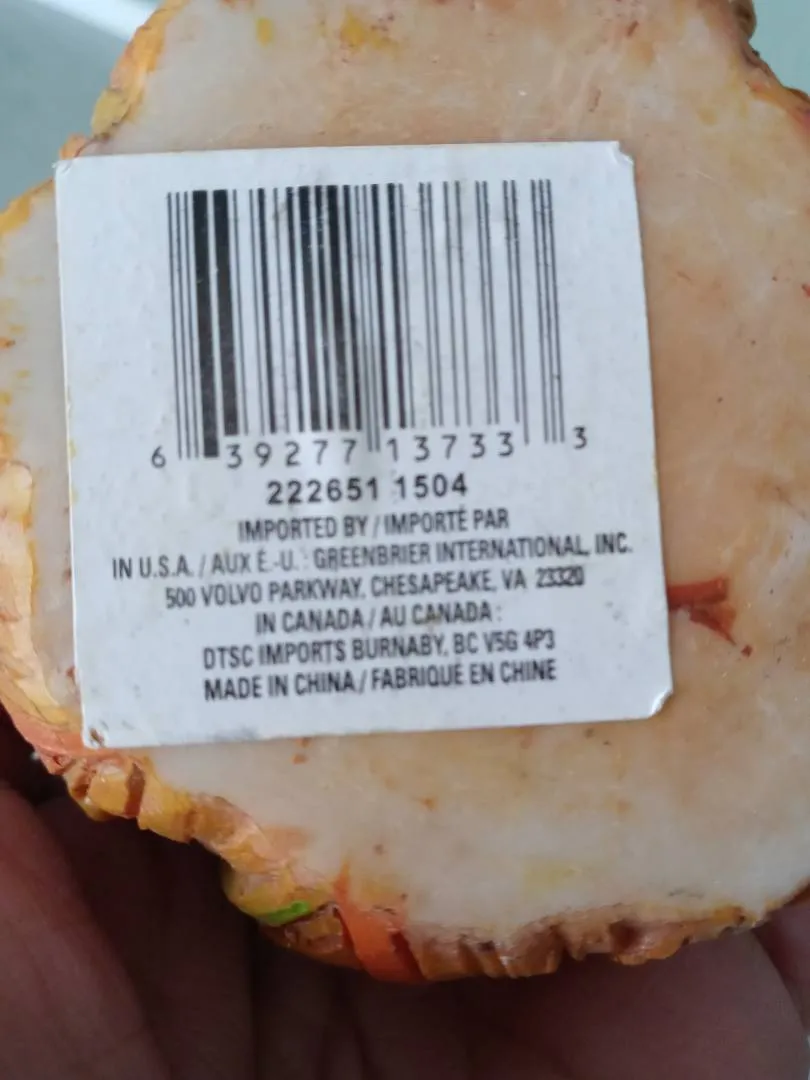 6 39277 13733 3
222651 1504
IMPORTED BY / IMPORTÉ PAR
IN U.S.A. / AUX É.-U. : GREENBRIER INTERNATIONAL, INC.
500 VOLVO PARKWAY, CHESAPEAKE, VA 23320
IN CANADA / AU CANADA :
DTSC IMPORTS BURNABY, BC V5G 4P3
MADE IN CHINA / FABRIQUÉ EN CHINE